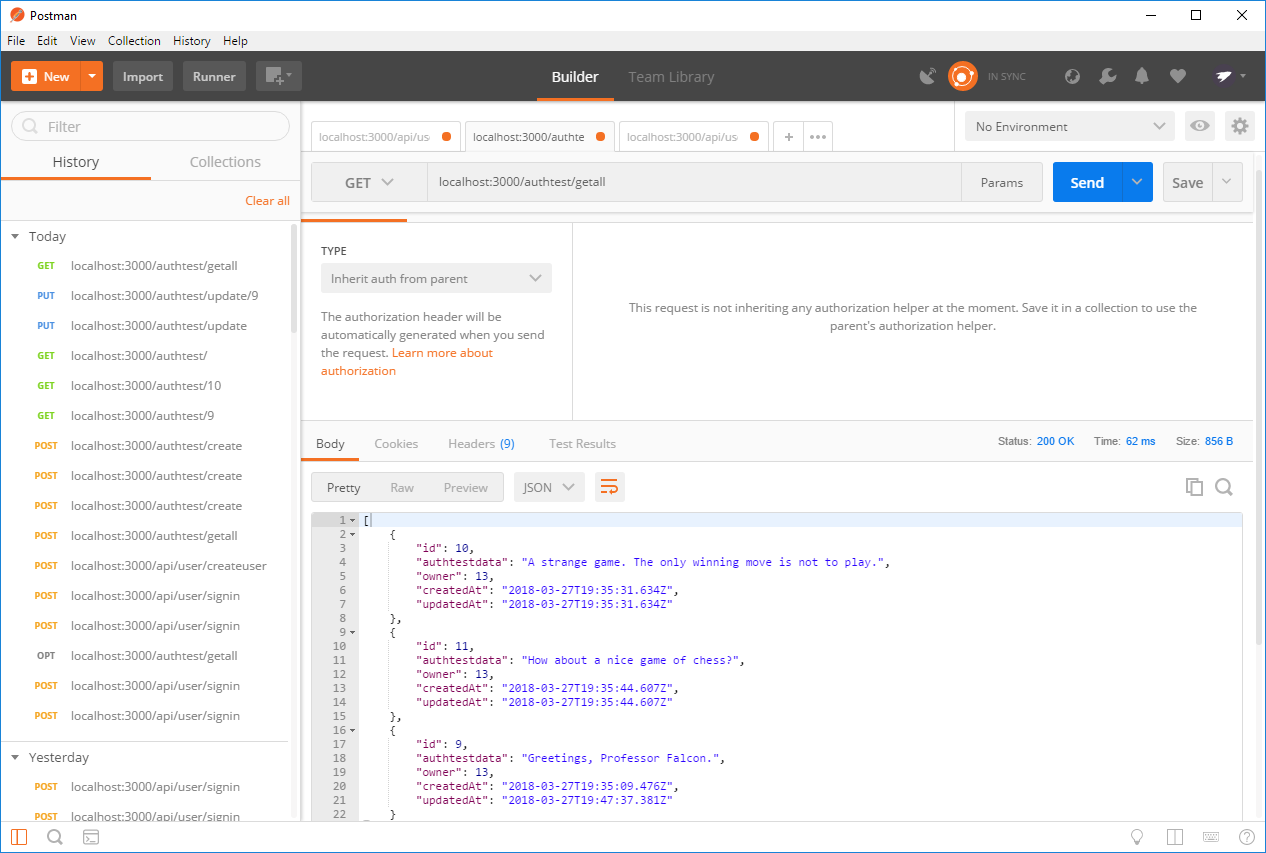 Postman
File Edit View Collection History Help
New Import Runner Builder Team Library IN SYNC
Filter
History Collections
Clear all
Today
GET localhost:3000/authtest/getall
PUT localhost:3000/authtest/update/9
PUT localhost:3000/authtest/update
GET localhost:3000/authtest/
GET localhost:3000/authtest/10
GET localhost:3000/authtest/9
POST localhost:3000/authtest/create
POST localhost:3000/authtest/create
POST localhost:3000/authtest/create
POST localhost:3000/authtest/getall
POST localhost:3000/api/user/createuser
POST localhost:3000/api/user/signin
POST localhost:3000/api/user/signin
OPT localhost:3000/authtest/getall
POST localhost:3000/api/user/signin
POST localhost:3000/api/user/signin
Yesterday
POST localhost:3000/api/user/signin
POST localhost:3000/api/user/signin
localhost:3000/api/us localhost:3000/authte localhost:3000/api/us + ••• No Environment
GET localhost:3000/authtest/getall Params Send Save
TYPE
Inherit auth from parent
The authorization header will be
automatically generated when you send
the request. Learn more about
authorization
This request is not inheriting any authorization helper at the moment. Save it in a collection to use the
parent's authorization helper.
Body Cookies Headers (9) Test Results Status: 200 OK Time: 62 ms Size: 856 B
Pretty Raw Preview JSON
1 [
2 {
3 "id": 10,
4 "authtestdata": "A strange game. The only winning move is not to play.",
5 "owner": 13,
6 "createdAt": "2018-03-27T19:35:31.634Z",
7 "updatedAt": "2018-03-27T19:35:31.634Z"
8 },
9 {
10 "id": 11,
11 "authtestdata": "How about a nice game of chess?",
12 "owner": 13,
13 "createdAt": "2018-03-27T19:35:44.607Z",
14 "updatedAt": "2018-03-27T19:35:44.607Z"
15 },
16 {
17 "id": 9,
18 "authtestdata": "Greetings, Professor Falcon.",
19 "owner": 13,
20 "createdAt": "2018-03-27T19:35:09.476Z",
21 "updatedAt": "2018-03-27T19:47:37.381Z"
22 }